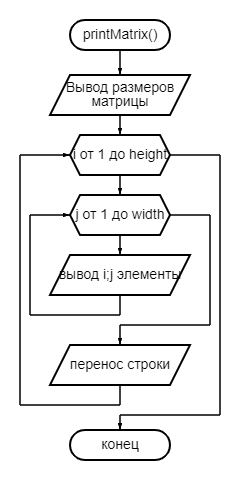 printMatrix()
Вывод размеров
матрицы
i от 1 до height
j от 1 до width
вывод i;j элементы
перенос строки
конец